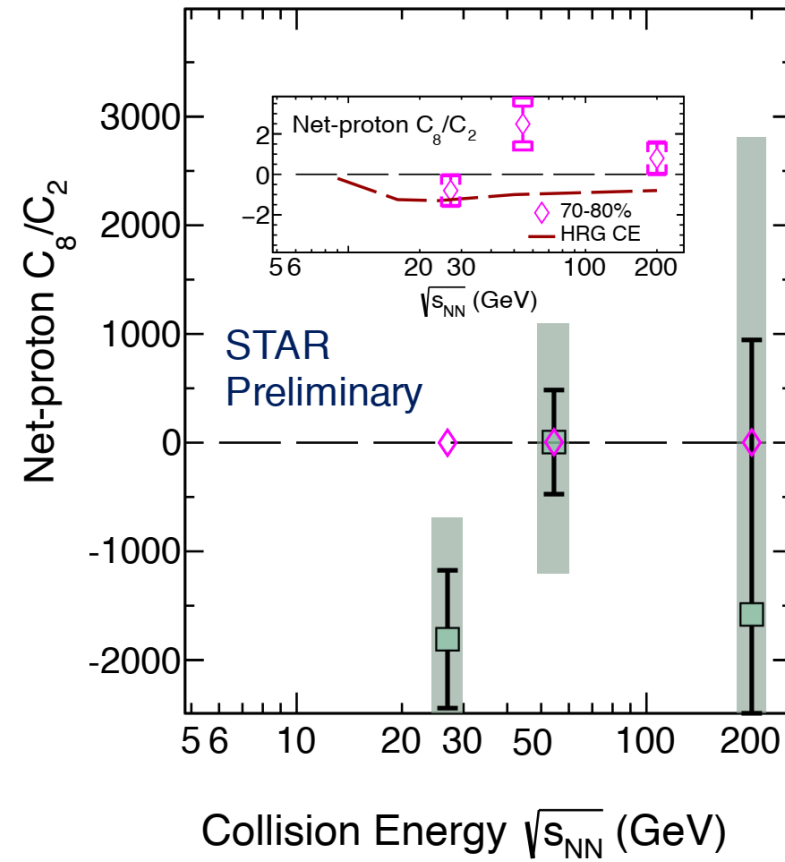 Net-proton C₈/C₂
3000
2000
1000
0
-1000
-2000
Net-proton C₈/C₂
2
0
−2
70-80%
HRG CE
5 6 20 30 100 200
√sNN (GeV)
STAR
Preliminary
5 6 10 20 30 50 100 200
Collision Energy √sNN (GeV)